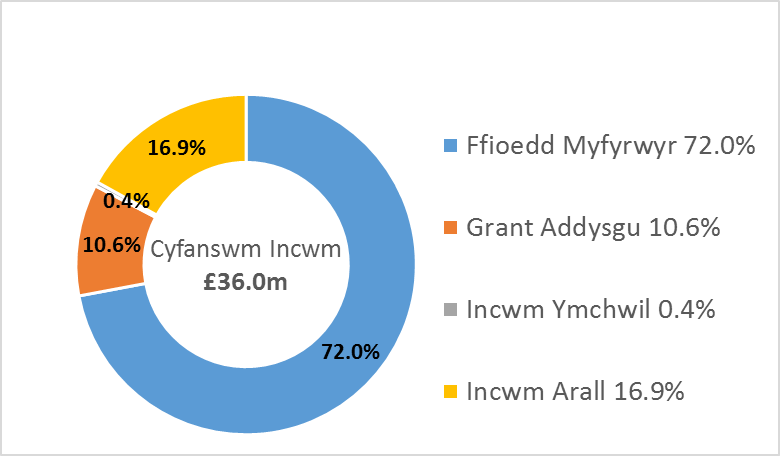 16.9%
0.4%
10.6%
Cyfanswm Incwm
£36.0m
72.0%
Ffioedd Myfyrwyr 72.0%
Grant Addysgu 10.6%
Incwm Ymchwil 0.4%
Incwm Arall 16.9%